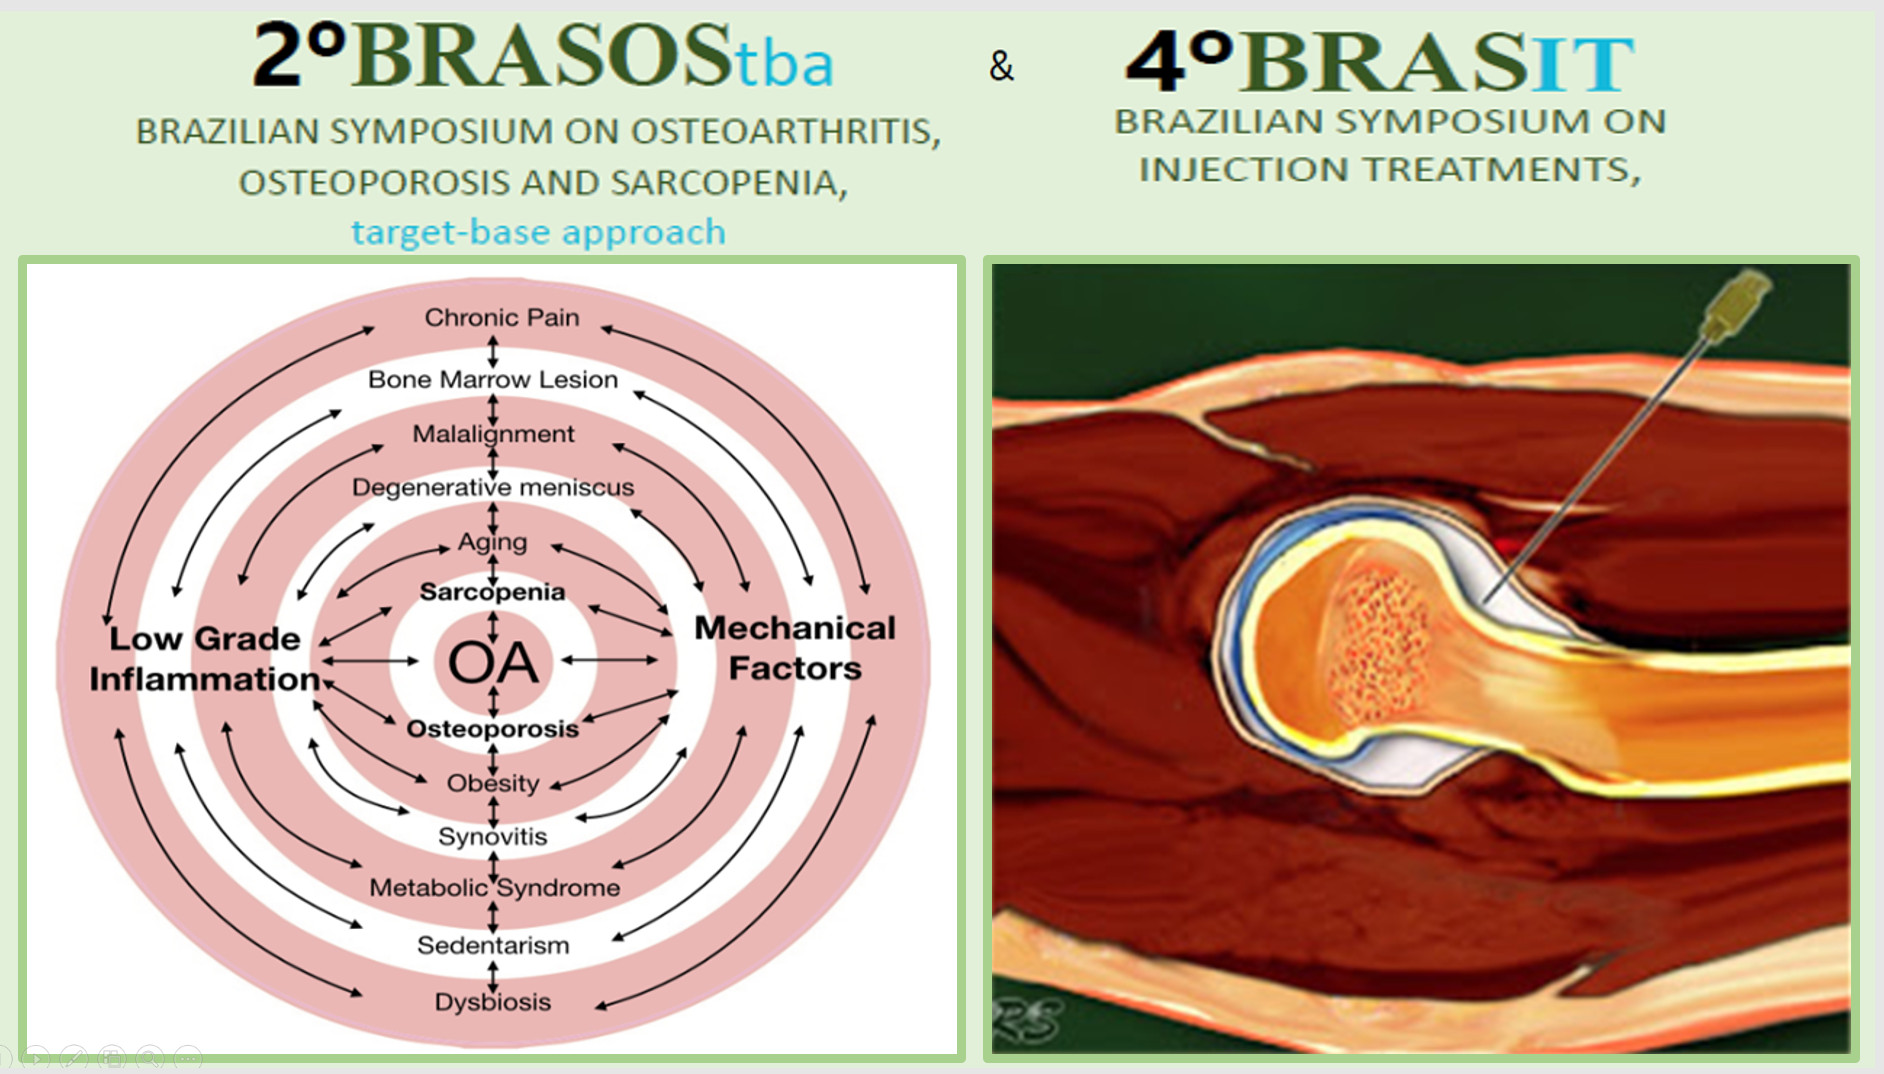 2ºBRASOStba
BRAZILIAN SYMPOSIUM ON OSTEOARTHRITIS,
OSTEOPOROSIS AND SARCOPENIA,
target-base approach
&
4ºBRASIT
BRAZILIAN SYMPOSIUM ON
INJECTION TREATMENTS,
Chronic Pain
Bone Marrow Lesion
Malalignment
Degenerative meniscus
Aging
Sarcopenia
Low Grade
Inflammation
OA
Mechanical
Factors
Osteoporosis
Obesity
Synovitis
Metabolic Syndrome
Sedentarism
Dysbiosis
RS